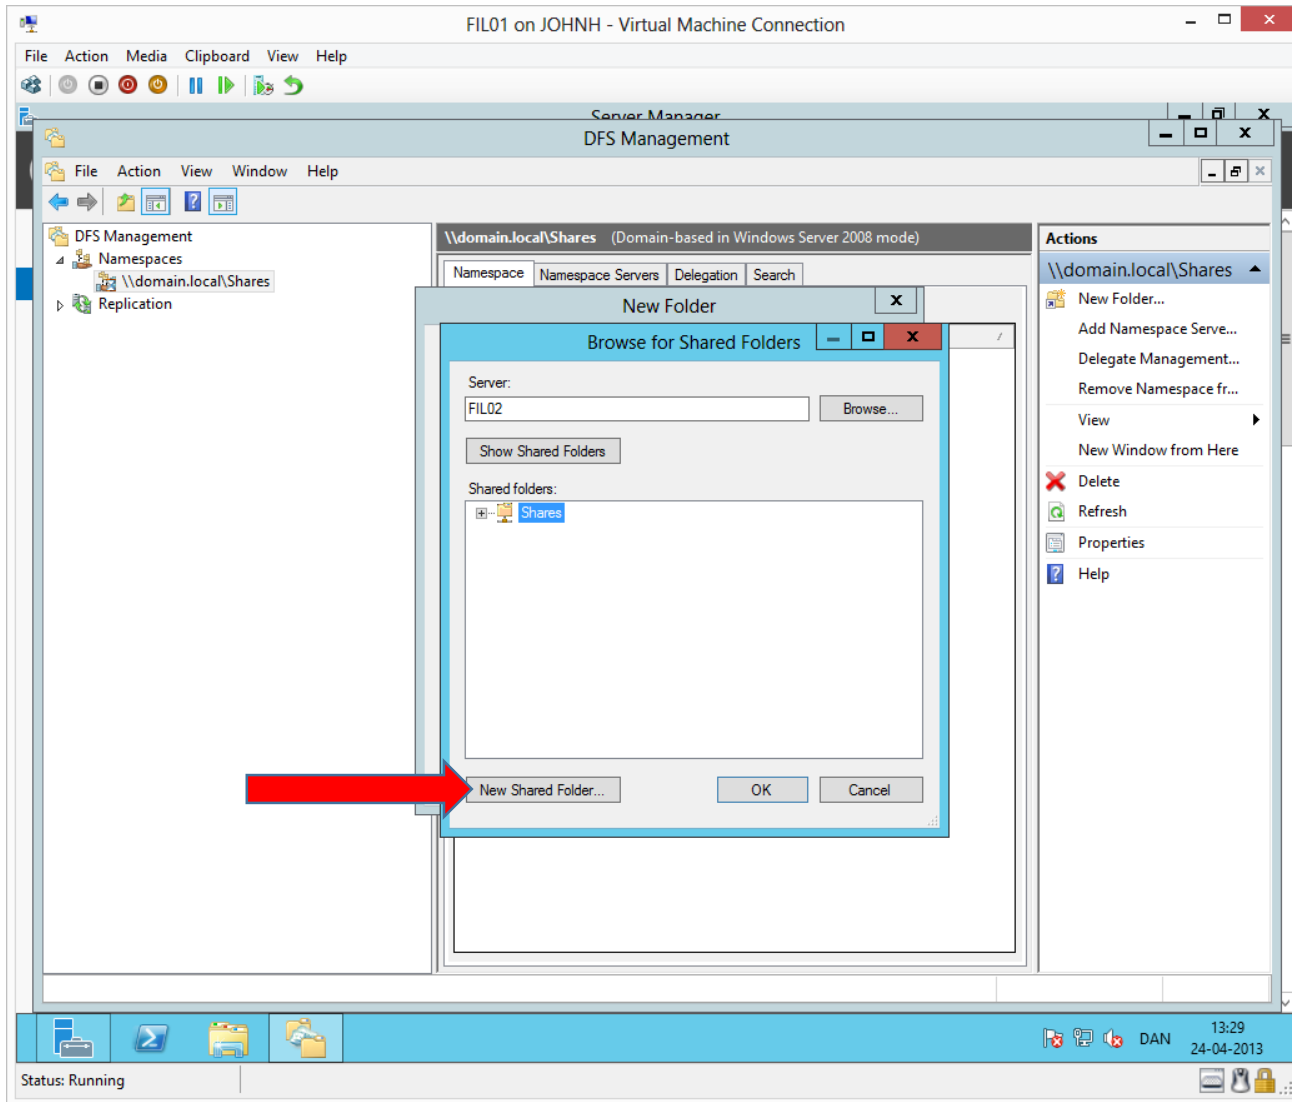 FIL01 on JOHNH - Virtual Machine Connection
File Action Media Clipboard View Help
Server Manager
DFS Management
File Action View Window Help
DFS Management
Namespaces
\\domain.local\Shares
Replication
\\domain.local\Shares (Domain-based in Windows Server 2008 mode)
Namespace Namespace Servers Delegation Search
New Folder
Browse for Shared Folders
Server:
FIL02
Browse...
Show Shared Folders
Shared folders:
Shares
New Shared Folder...
OK
Cancel
Actions
\\domain.local\Shares
New Folder...
Add Namespace Serve...
Delegate Management...
Remove Namespace fr...
View
New Window from Here
Delete
Refresh
Properties
Help
DAN
13:29
24-04-2013
Status: Running